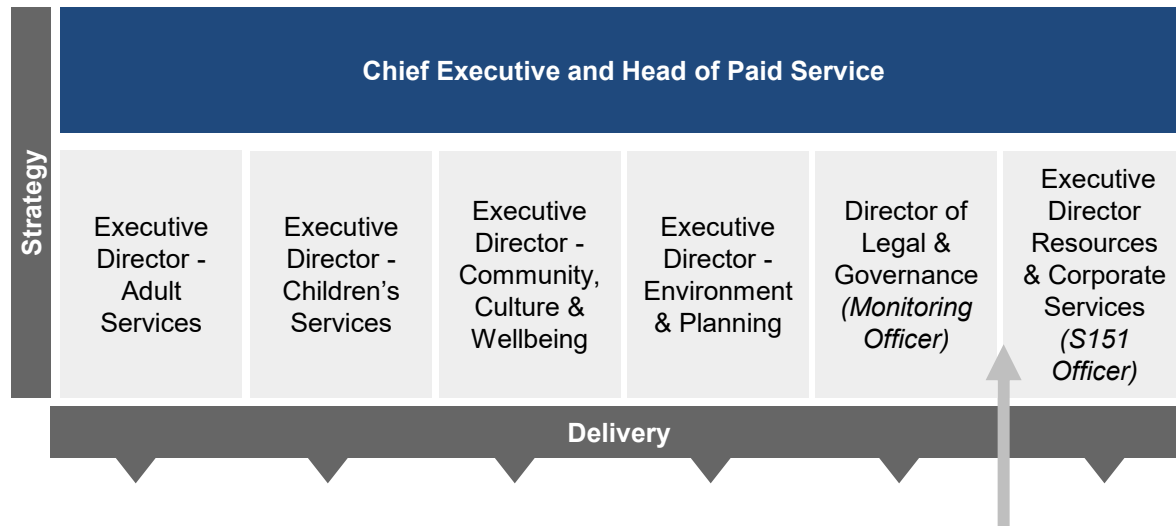 Strategy
Chief Executive and Head of Paid Service
Executive
Director -
Adult
Services
Executive
Director -
Children’s
Services
Executive
Director -
Community,
Culture &
Wellbeing
Executive
Director -
Environment
& Planning
Director of
Legal &
Governance
(Monitoring
Officer)
Executive
Director
Resources
& Corporate
Services
(S151
Officer)
Delivery